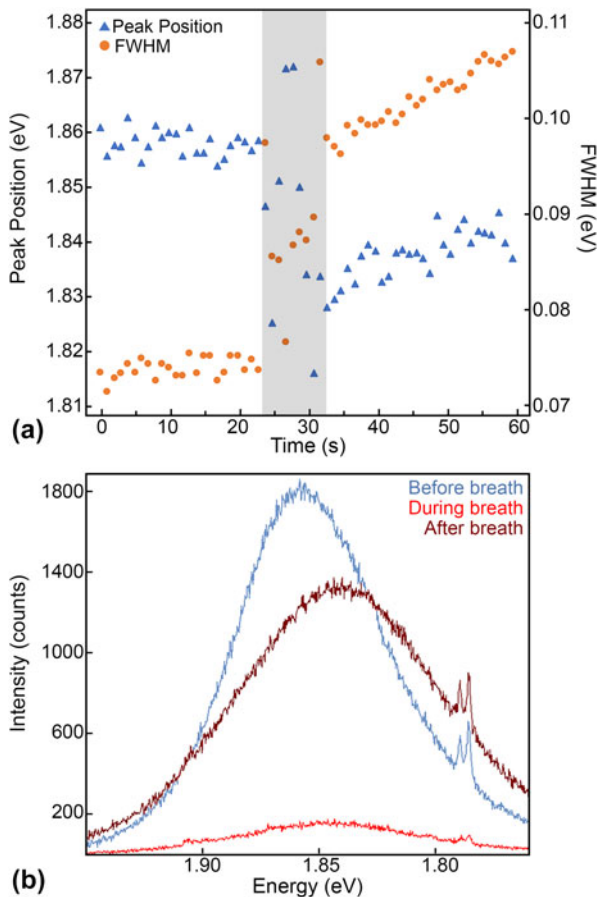 Peak Position
FWHM
1.88
1.87
1.86
1.85
1.84
1.83
1.82
1.81
Peak Position (eV)
0.11
0.10
0.09
0.08
0.07
FWHM (eV)
0 10 20 30 40 50 60
Time (s)
(a)
Before breath
During breath
After breath
1800
1400
1000
600
200
Intensity (counts)
1.90 1.85 1.80
Energy (eV)
(b)